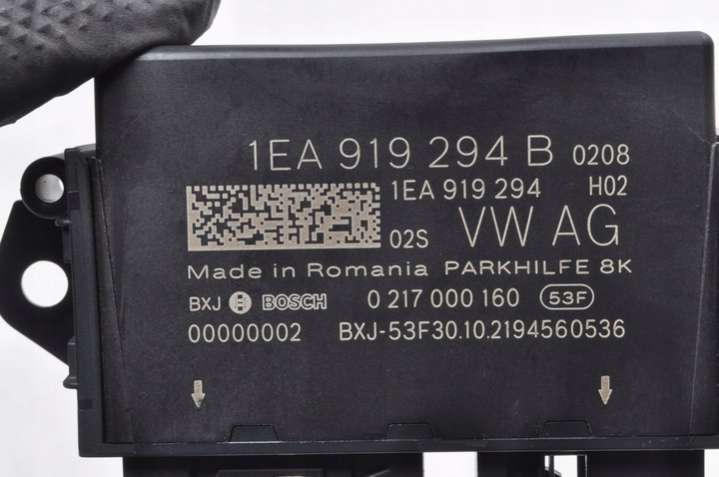 1EA 919 294 B 0208
1EA 919 294 H02
02S VW AG
Made in Romania PARKHILFE 8K
BXJ BOSCH 0 217 000 160 53F
00000002 BXJ-53F30.10.2194560536